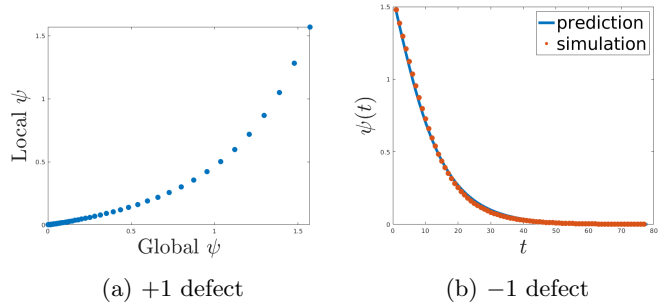 1.5
1
0.5
0
0
0.5
1
1.5
Local ψ
Global ψ
(a) +1 defect
1.5
1
0.5
0
0
10
20
30
40
50
60
70
80
ψ(t)
t
prediction
simulation
(b) −1 defect